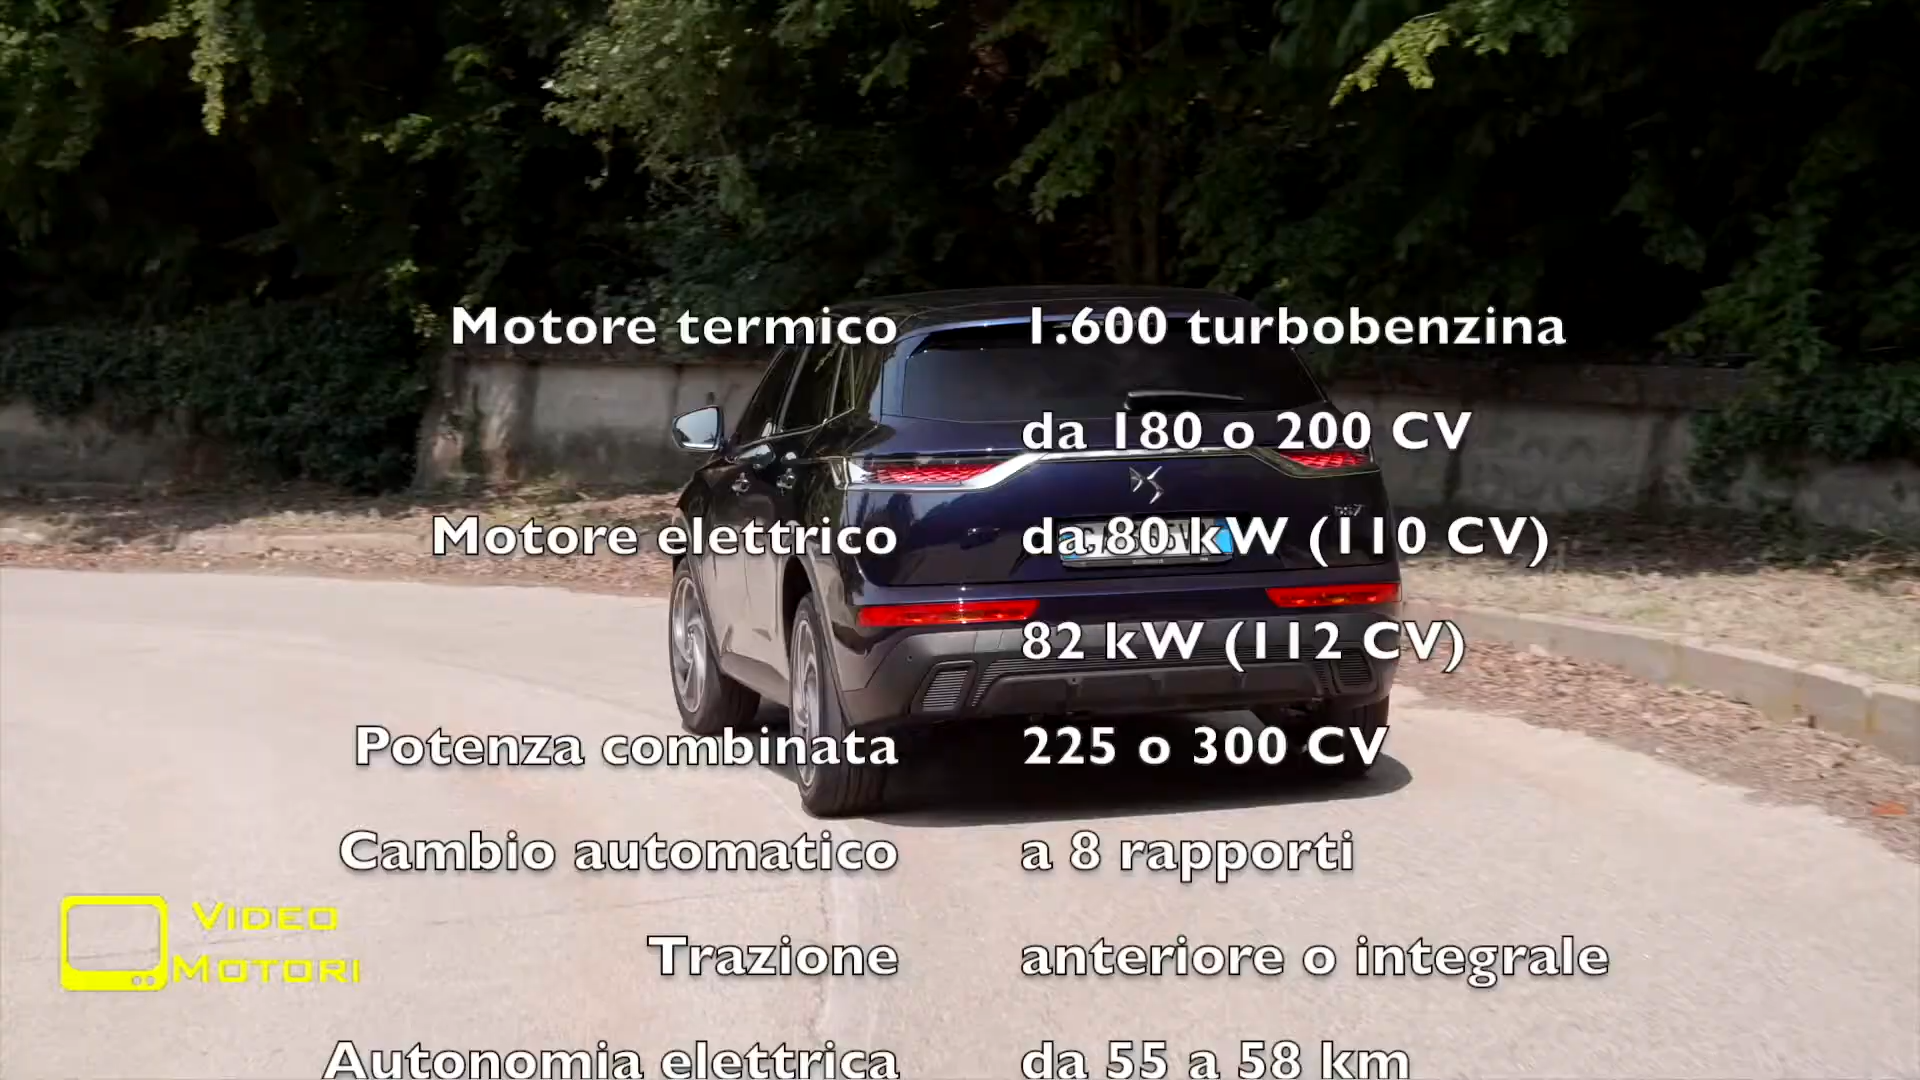 Motore termico 1.600 turbobenzina
da 180 o 200 CV
Motore elettrico da 80 kW (110 CV)
82 kW (112 CV)
Potenza combinata 225 o 300 CV
Cambio automatico a 8 rapporti
Trazione anteriore o integrale
Autonomia elettrica da 55 a 58 km
VIDEO
MOTORI